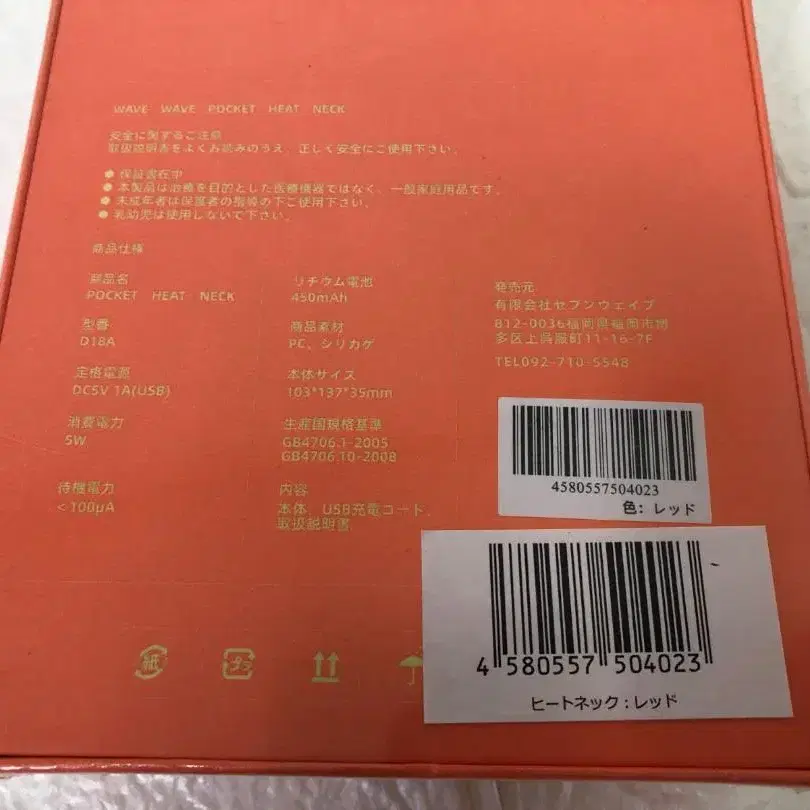 WAVE WAVE POCKET HEAT NECK
安全に関するご注意
取扱説明書をよくお読みのうえ、正しく安全にご使用下さい。
● 保証書在中
● 本製品は治療を目的とした医療機器ではなく、一般家庭用品です。
● 未成年者は保護者の指導の下ご使用下さい。
● 乳幼児は使用しないで下さい。
商品仕様
商品名
POCKET HEAT NECK
型番
D18A
定格電源
DC5V 1A(USB)
消費電力
5W
待機電力
<100μA
リチウム電池
450mAh
商品素材
PC、シリカゲ
本体サイズ
103*137*35mm
生産国規格基準
GB4706.1-2005
GB4706.10-2008
内容
本体 USB充電コード、
取扱説明書
発売元
有限会社セブンウェイブ
812-0036福岡県福岡市博
多区上呉服町11-16-7F
TEL092-710-5548
4580557504023
色：レッド
4 580557 504023
ヒートネック：レッド
紙
プラ